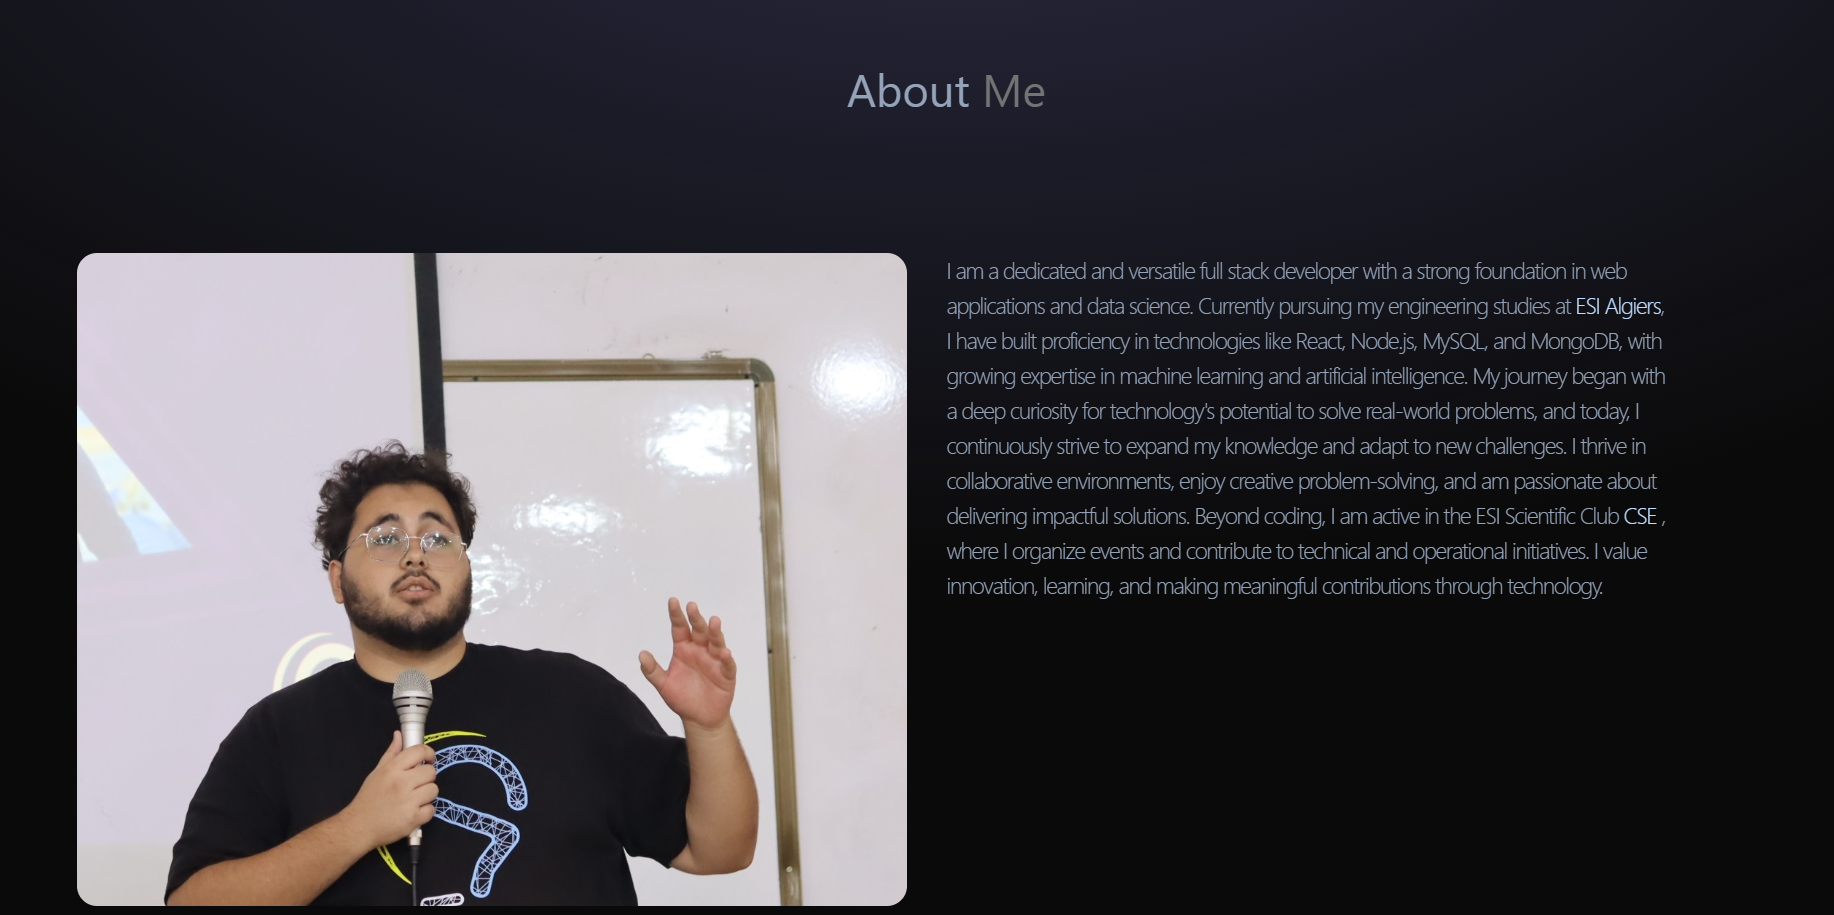 About Me
I am a dedicated and versatile full stack developer with a strong foundation in web
applications and data science. Currently pursuing my engineering studies at ESI Algiers,
I have built proficiency in technologies like React, Node.js, MySQL, and MongoDB, with
growing expertise in machine learning and artificial intelligence. My journey began with
a deep curiosity for technology's potential to solve real-world problems, and today, I
continuously strive to expand my knowledge and adapt to new challenges. I thrive in
collaborative environments, enjoy creative problem-solving, and am passionate about
delivering impactful solutions. Beyond coding, I am active in the ESI Scientific Club CSE ,
where I organize events and contribute to technical and operational initiatives. I value
innovation, learning, and making meaningful contributions through technology.